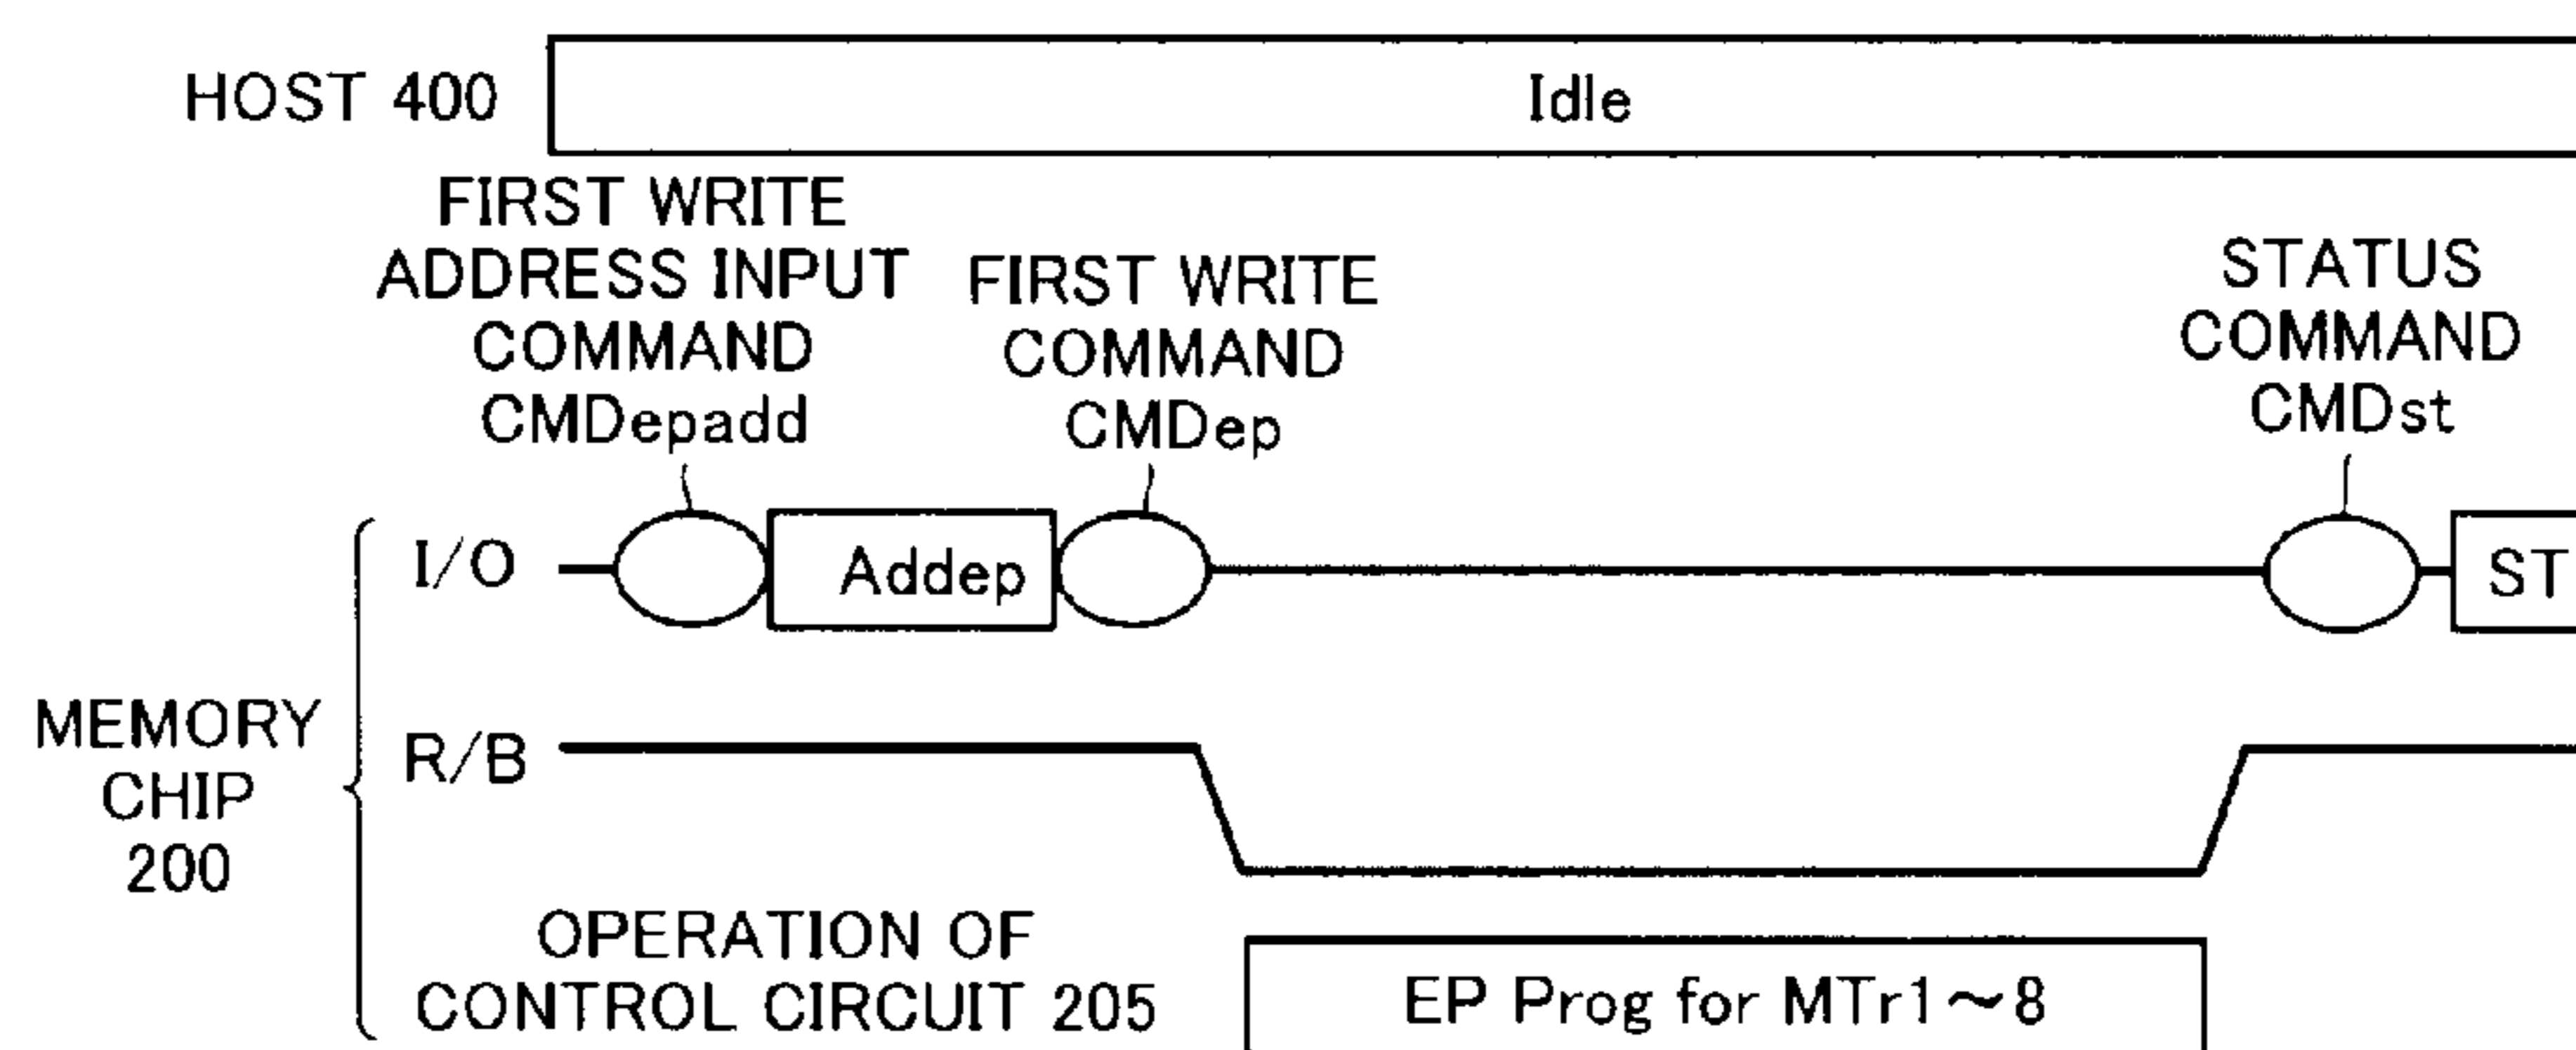 HOST 400
Idle
FIRST WRITE
ADDRESS INPUT
COMMAND
CMDepadd
FIRST WRITE
COMMAND
CMDep
STATUS
COMMAND
CMDst
I/O
Addep
ST
MEMORY
CHIP
200
R/B
OPERATION OF
CONTROL CIRCUIT 205
EP Prog for MTr1～8